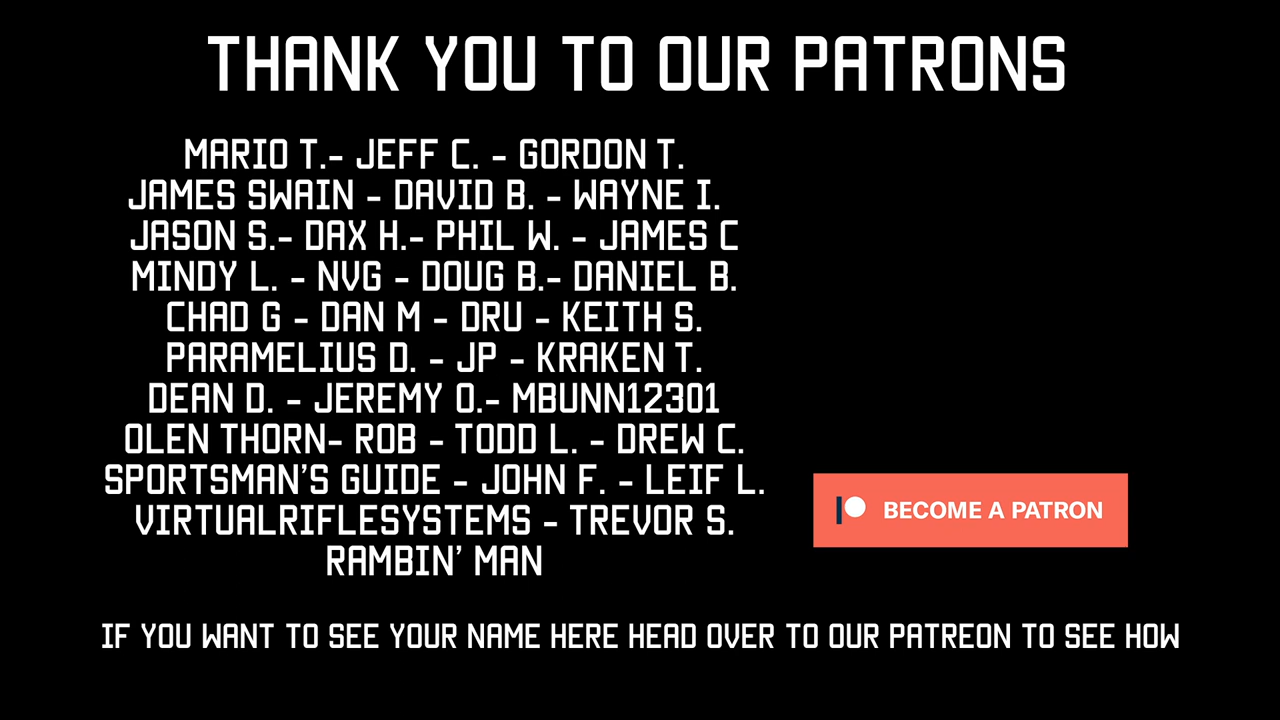 THANK YOU TO OUR PATRONS
MARIO T.- JEFF C. - GORDON T.
JAMES SWAIN - DAVID B. - WAYNE I.
JASON S.- DAX H.- PHIL W. - JAMES C
MINDY L. - NVG - DOUG B.- DANIEL B.
CHAD G - DAN M - DRU - KEITH S.
PARAMELIUS D. - JP - KRAKEN T.
DEAN D. - JEREMY O.- MBUNN12301
OLEN THORN- ROB - TODD L. - DREW C.
SPORTSMAN'S GUIDE - JOHN F. - LEIF L.
VIRTUALRIFLESYSTEMS - TREVOR S.
RAMBIN' MAN
BECOME A PATRON
IF YOU WANT TO SEE YOUR NAME HERE HEAD OVER TO OUR PATREON TO SEE HOW